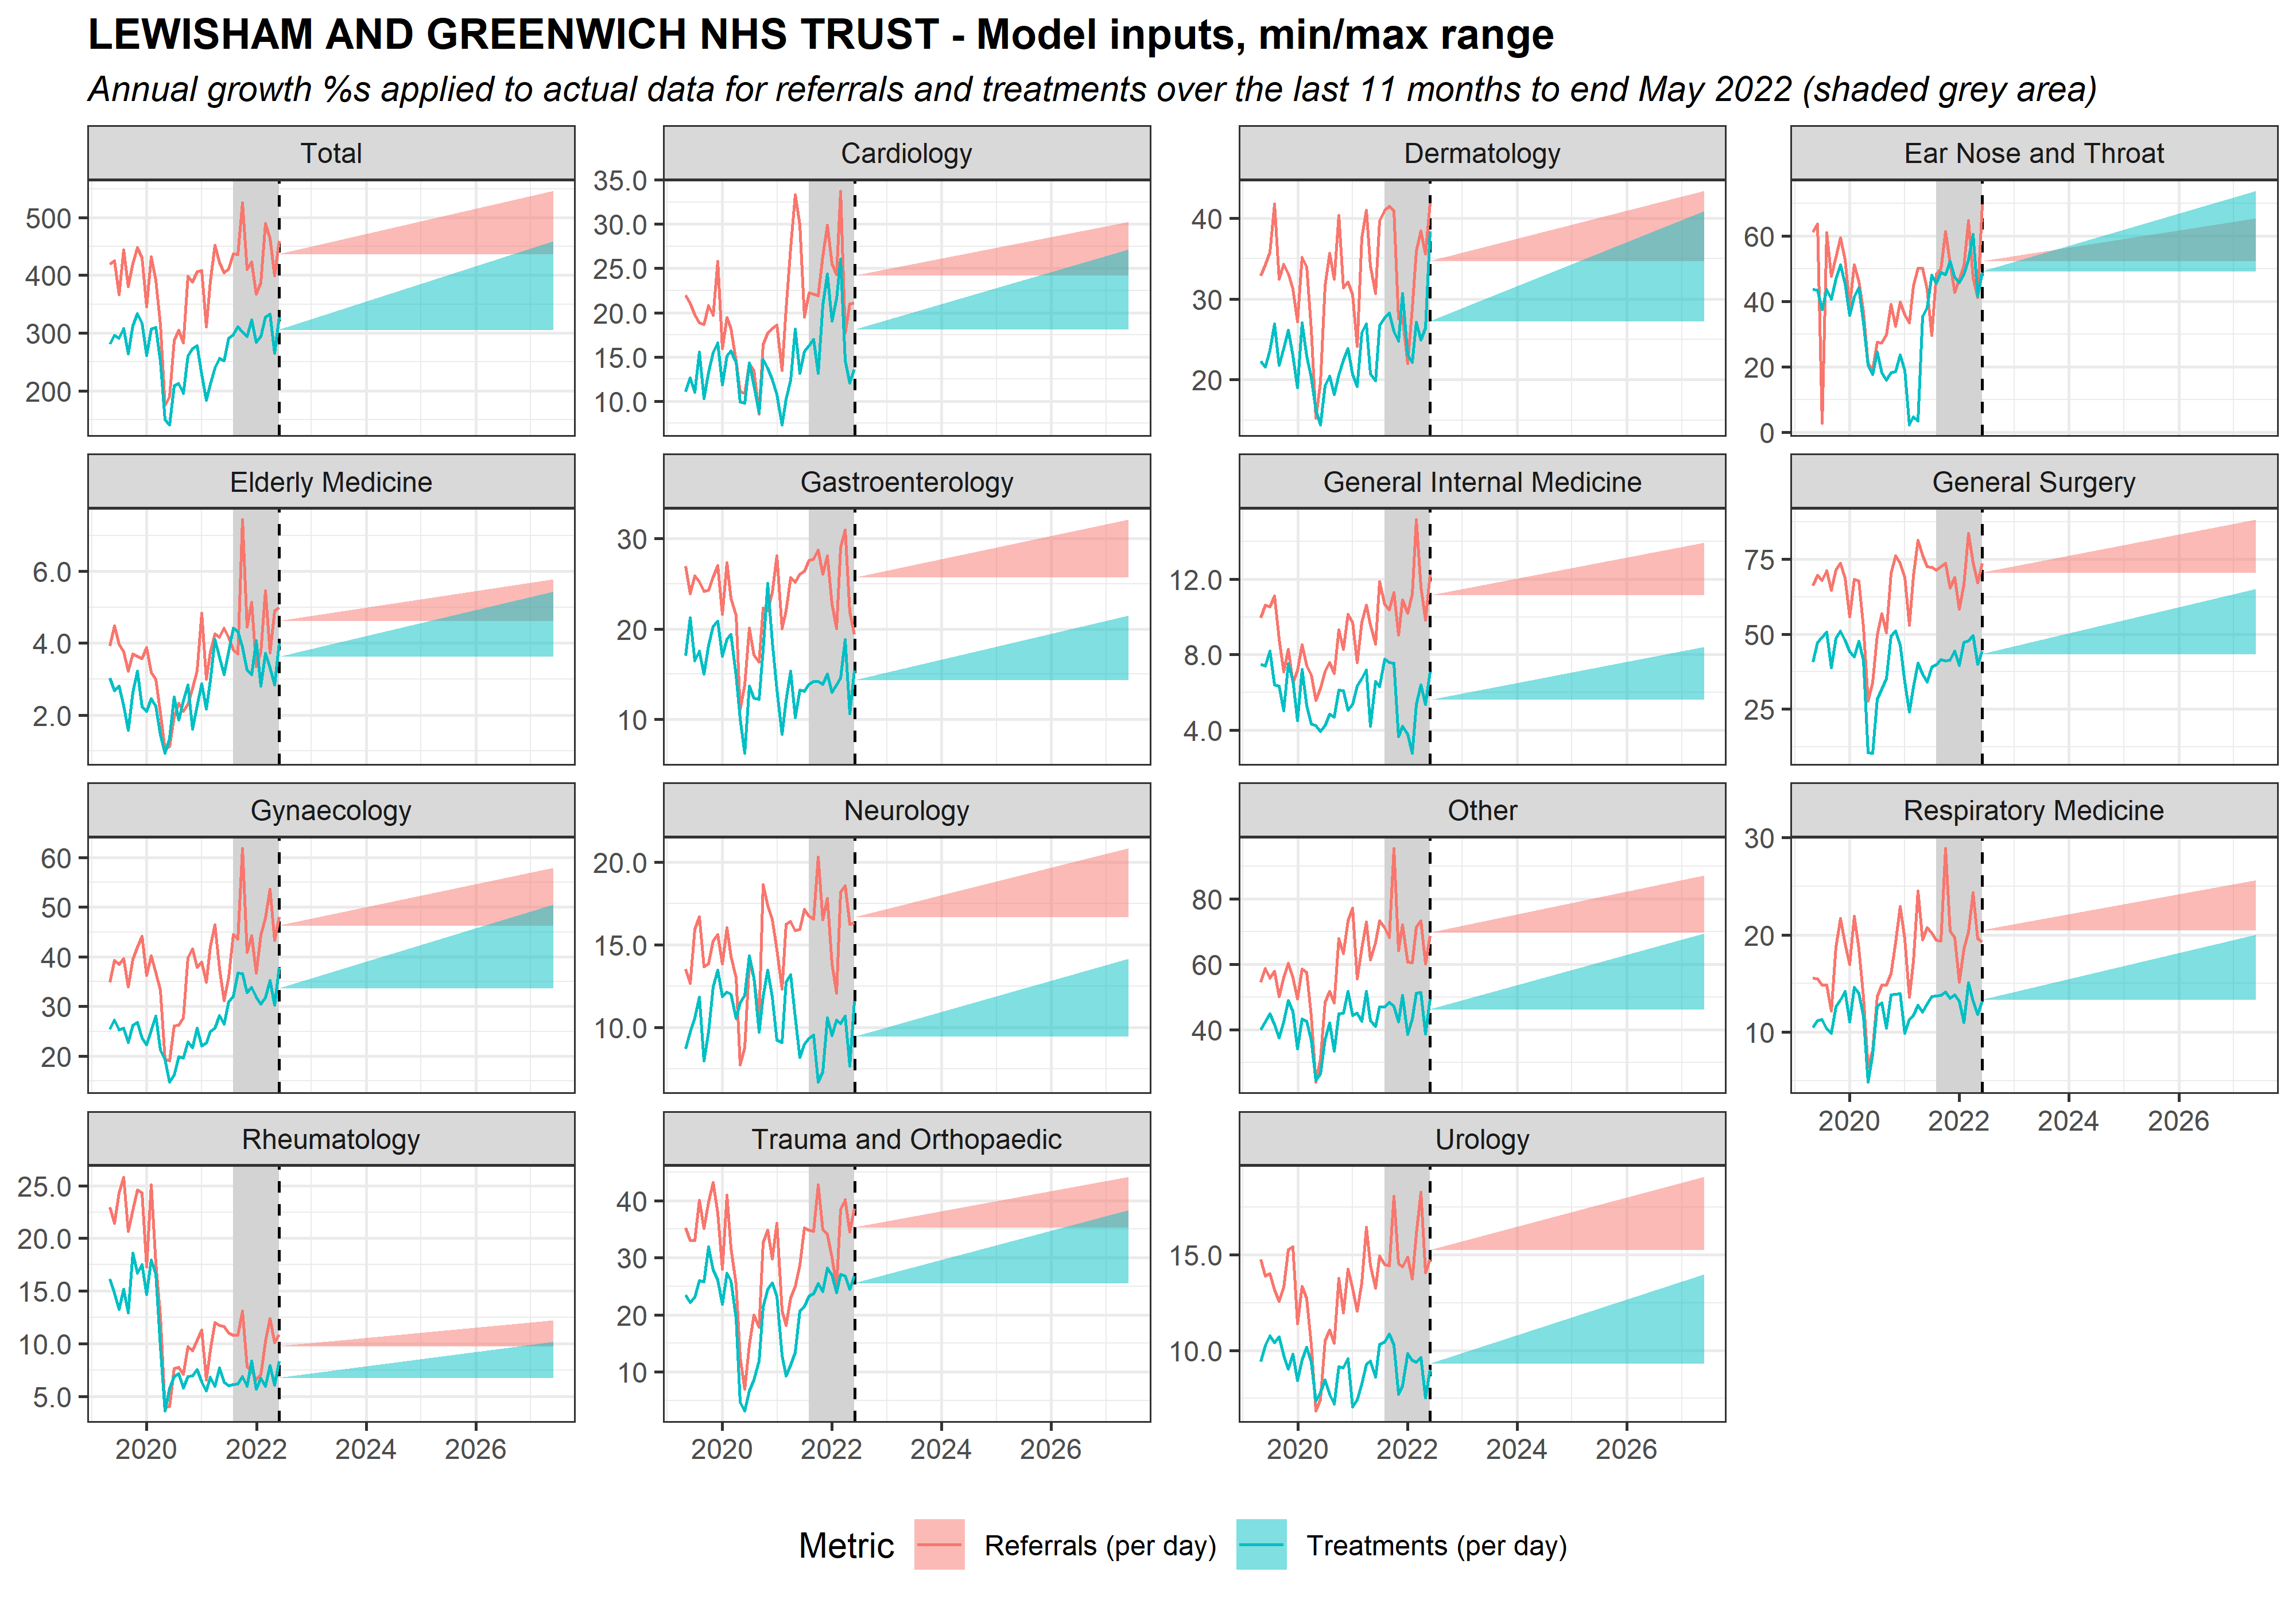 LEWISHAM AND GREENWICH NHS TRUST - Model inputs, min/max range
Annual growth %s applied to actual data for referrals and treatments over the last 11 months to end May 2022 (shaded grey area)
Total
500
400
300
200
Cardiology
35.0
30.0
25.0
20.0
15.0
10.0
Dermatology
40
30
20
Ear Nose and Throat
60
40
20
0
Elderly Medicine
6.0
4.0
2.0
Gastroenterology
30
20
10
General Internal Medicine
12.0
8.0
4.0
General Surgery
75
50
25
Gynaecology
60
50
40
30
20
Neurology
20.0
15.0
10.0
Other
80
60
40
Respiratory Medicine
30
20
10
2020 2022 2024 2026
Rheumatology
25.0
20.0
15.0
10.0
5.0
2020 2022 2024 2026
Trauma and Orthopaedic
40
30
20
10
2020 2022 2024 2026
Urology
15.0
10.0
2020 2022 2024 2026
Metric Referrals (per day) Treatments (per day)